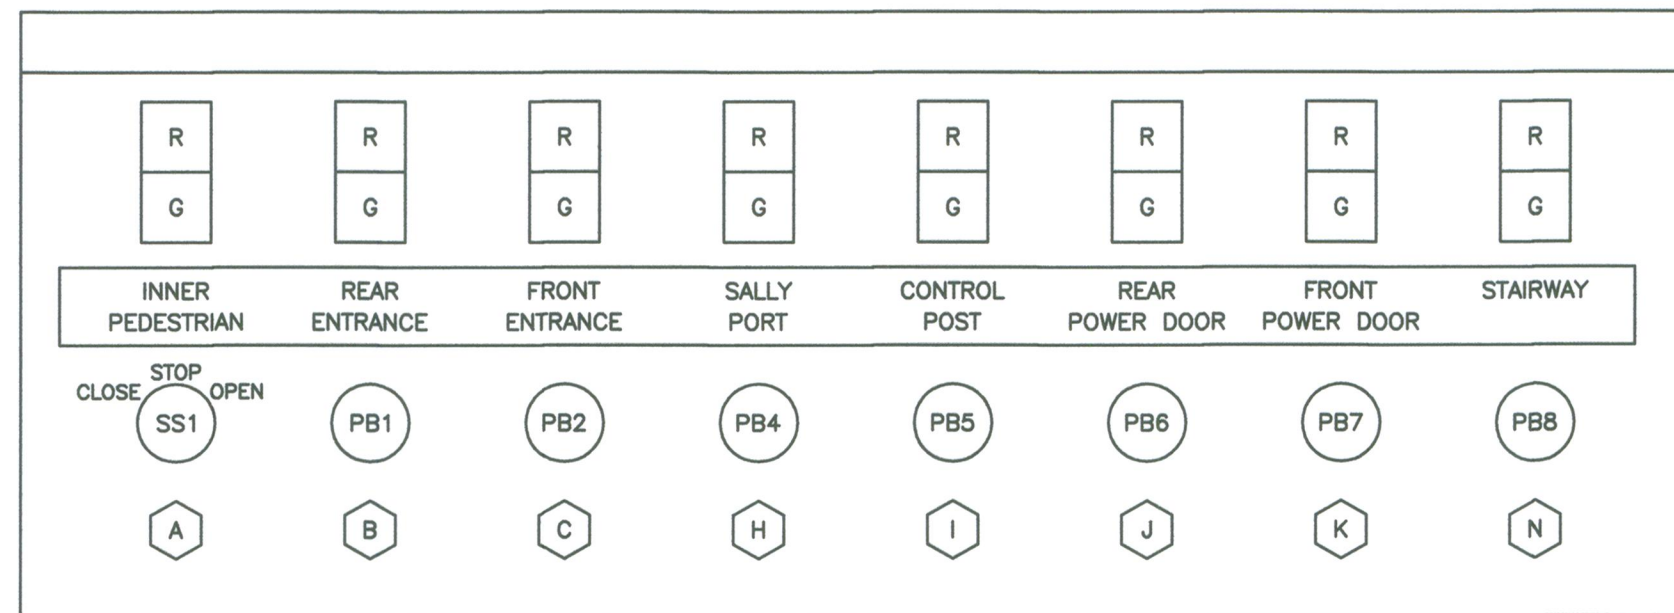 R R R R R R R R
G G G G G G G G
INNER REAR FRONT SALLY CONTROL REAR FRONT STAIRWAY
PEDESTRIAN ENTRANCE ENTRANCE PORT POST POWER DOOR POWER DOOR
STOP
CLOSE OPEN
SS1 PB1 PB2 PB4 PB5 PB6 PB7 PB8
A B C H I J K N